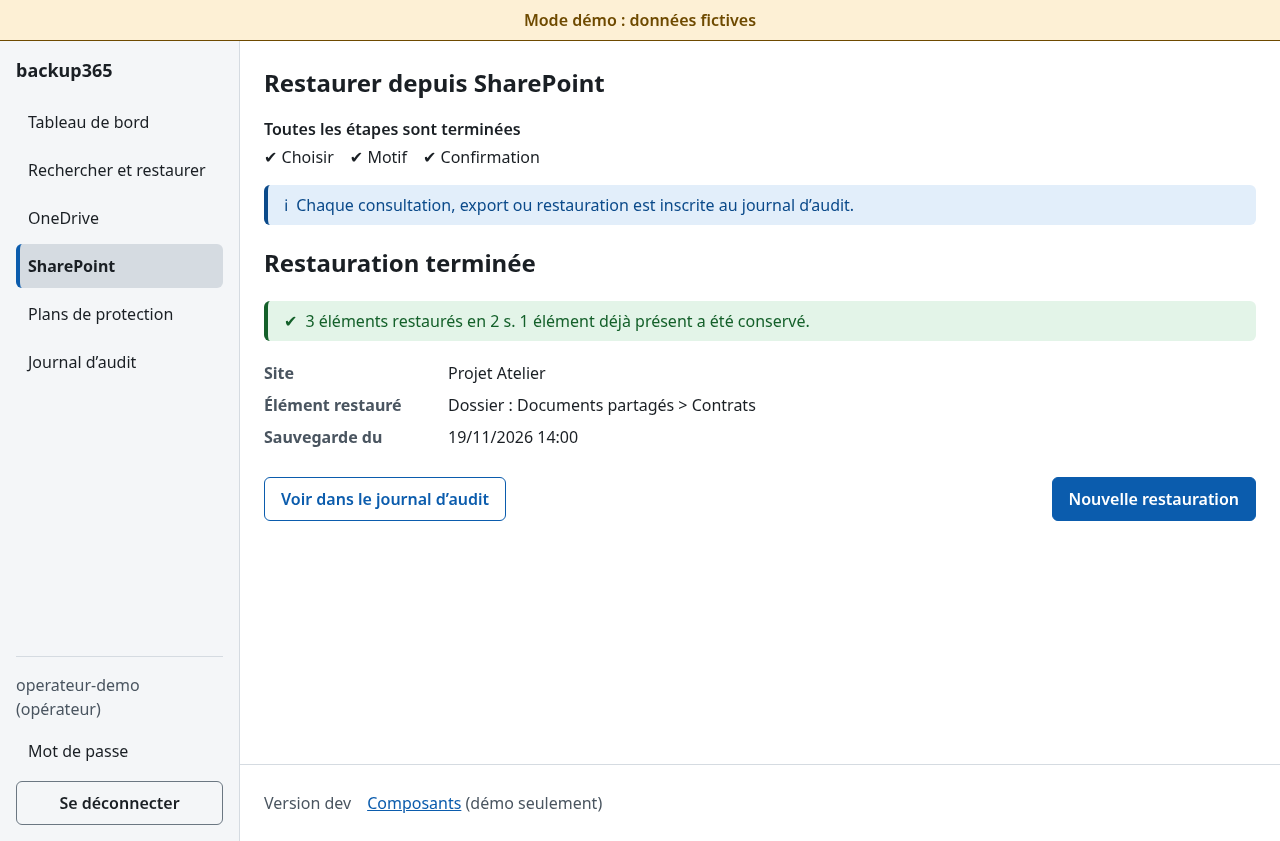 Mode démo : données fictives
backup365
Tableau de bord
Rechercher et restaurer
OneDrive
SharePoint
Plans de protection
Journal d’audit
operateur-demo
(opérateur)
Mot de passe
Se déconnecter
Restaurer depuis SharePoint
Toutes les étapes sont terminées
✔ Choisir ✔ Motif ✔ Confirmation
i Chaque consultation, export ou restauration est inscrite au journal d’audit.
Restauration terminée
✔ 3 éléments restaurés en 2 s. 1 élément déjà présent a été conservé.
Site Projet Atelier
Élément restauré Dossier : Documents partagés > Contrats
Sauvegarde du 19/11/2026 14:00
Voir dans le journal d’audit
Nouvelle restauration
Version dev Composants (démo seulement)